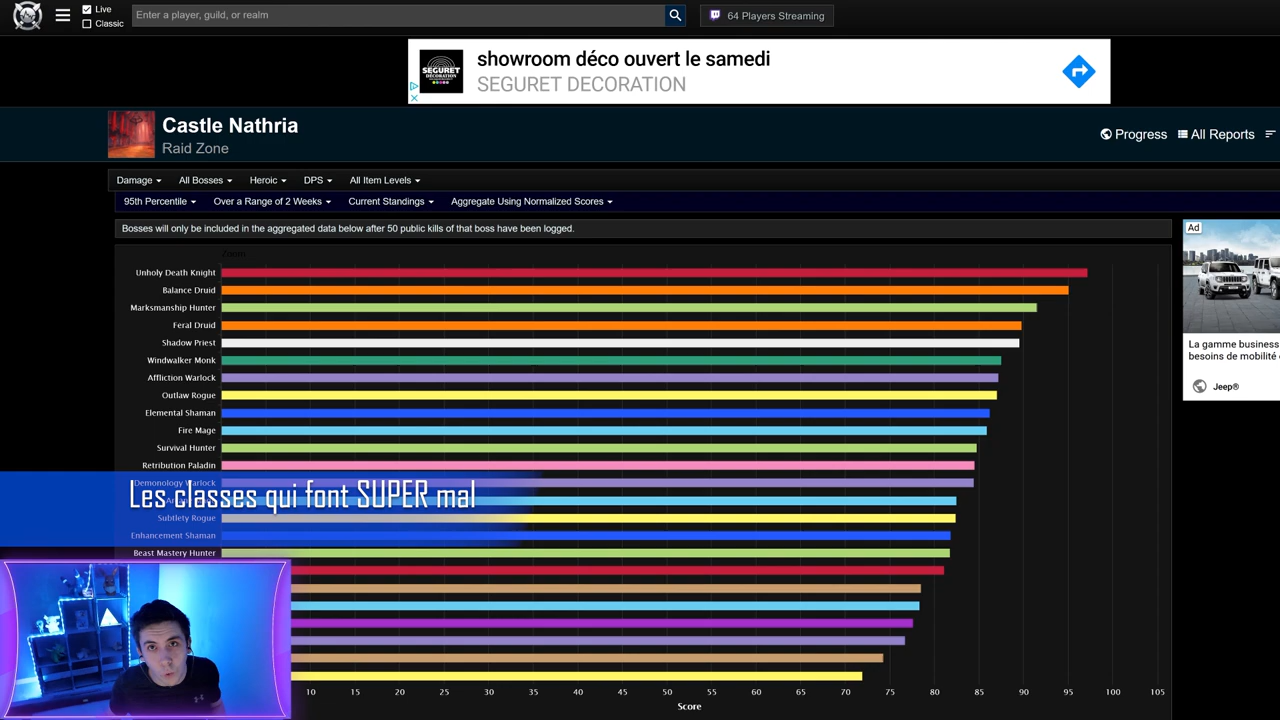 Live
Classic
Enter a player, guild, or realm
64 Players Streaming
SEGURET
DECORATION
showroom déco ouvert le samedi
SEGURET DECORATION
Castle Nathria
Raid Zone
Progress
All Reports
Damage
All Bosses
Heroic
DPS
All Item Levels
95th Percentile
Over a Range of 2 Weeks
Current Standings
Aggregate Using Normalized Scores
Bosses will only be included in the aggregated data below after 50 public kills of that boss have been logged.
Ad
Zoom
Unholy Death Knight
Balance Druid
Marksmanship Hunter
Feral Druid
Shadow Priest
Windwalker Monk
Affliction Warlock
Outlaw Rogue
Elemental Shaman
Fire Mage
Survival Hunter
Retribution Paladin
Demonology Warlock
Les classes qui font SUPER mal
Subtlety Rogue
Enhancement Shaman
Beast Mastery Hunter
La gamme business
besoins de mobilité
Jeep®
10 15 20 25 30 35 40 45 50 55 60 65 70 75 80 85 90 95 100 105
Score